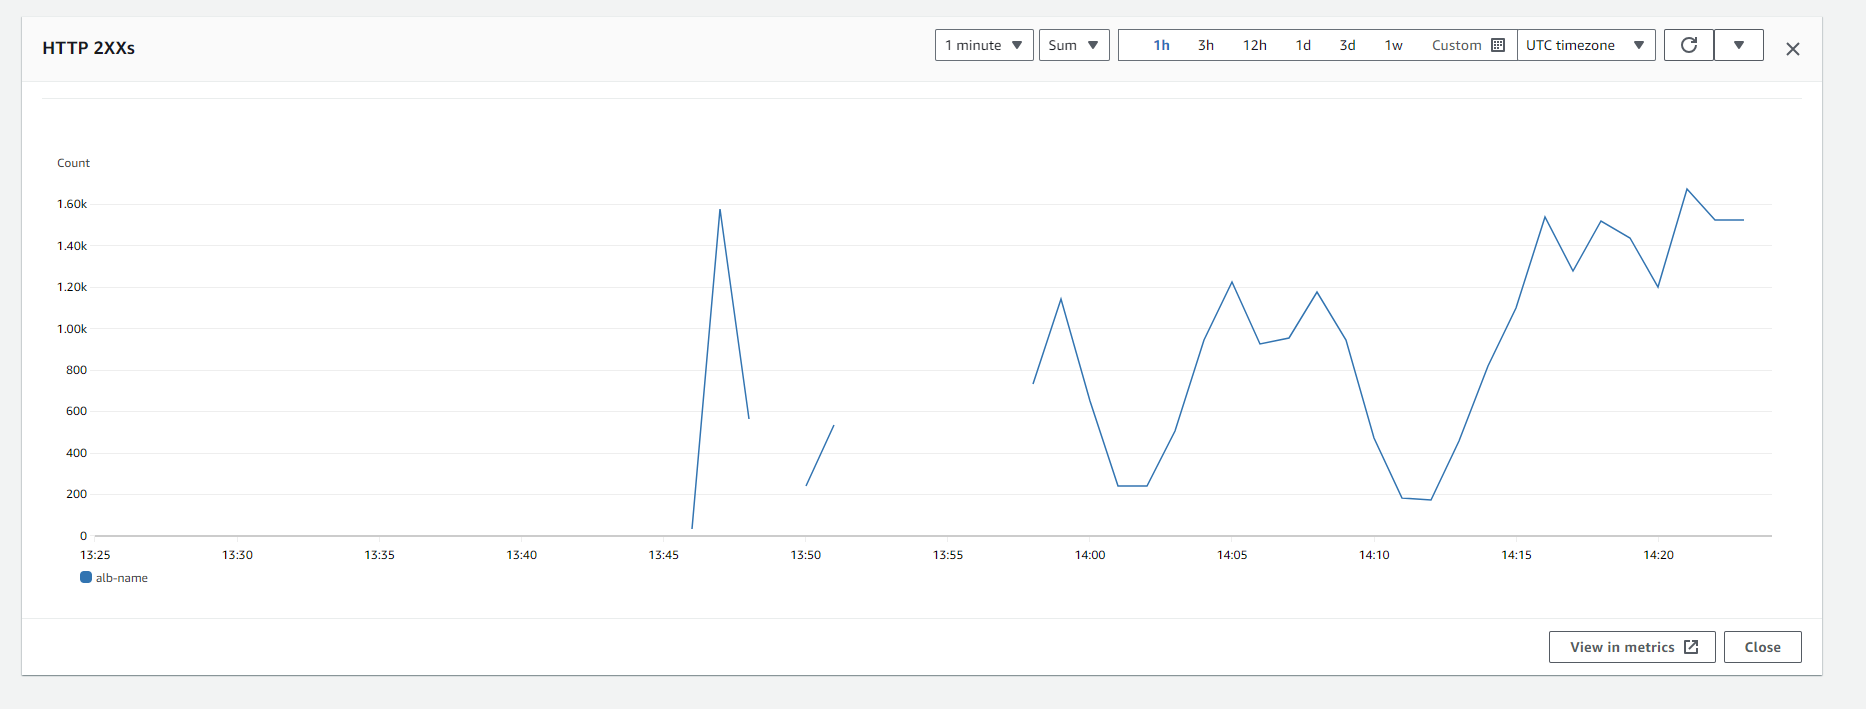 HTTP 2XXs
1 minute Sum 1h 3h 12h 1d 3d 1w Custom UTC timezone
Count
1.60k
1.40k
1.20k
1.00k
800
600
400
200
0
13:25 13:30 13:35 13:40 13:45 13:50 13:55 14:00 14:05 14:10 14:15 14:20
alb-name
View in metrics Close